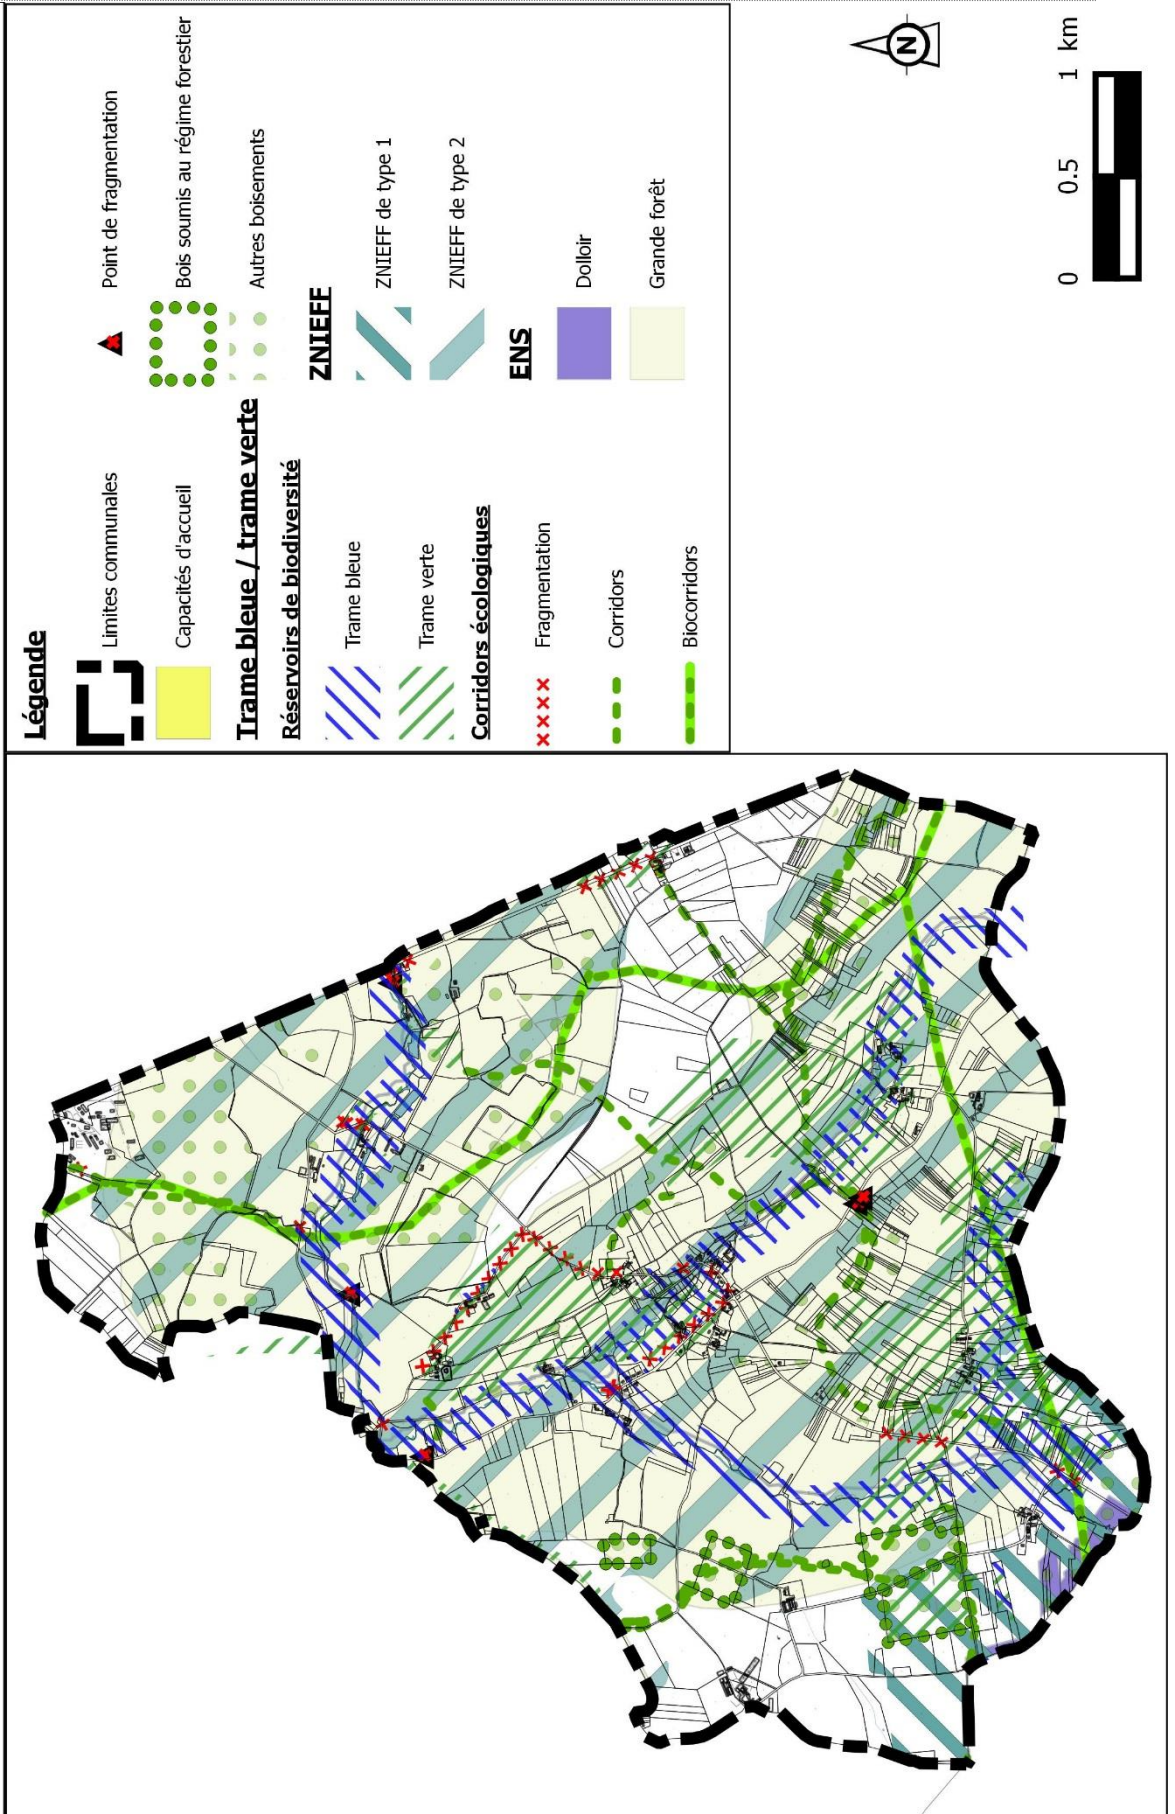 Légende
Limites communales
Capacités d'accueil
Trame bleue / trame verte
Réservoirs de biodiversité
Trame bleue
Trame verte
Corridors écologiques
Fragmentation
Corridors
Biocorridors
Point de fragmentation
Bois soumis au régime forestier
Autres boisements
ZNIEFF
ZNIEFF de type 1
ZNIEFF de type 2
ENS
Dolloir
Grande forêt
N
0 0.5 1 km